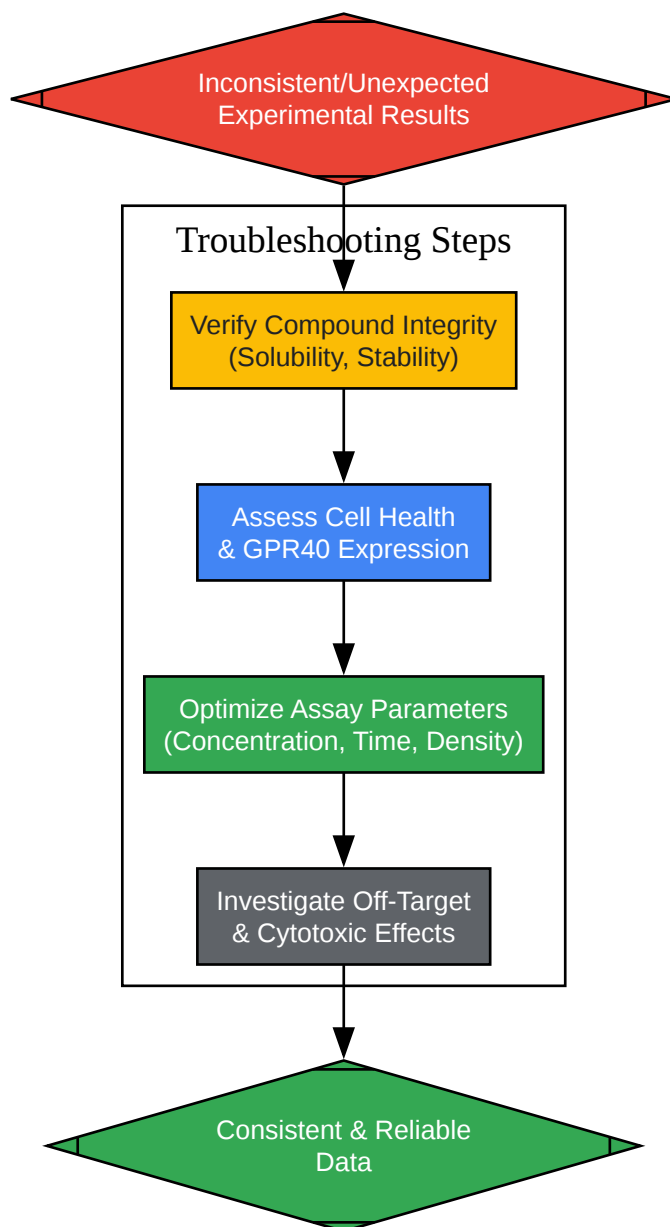 Inconsistent/Unexpected
Experimental Results
Troubleshooting Steps
Verify Compound Integrity
(Solubility, Stability)
Assess Cell Health
& GPR40 Expression
Optimize Assay Parameters
(Concentration, Time, Density)
Investigate Off-Target
& Cytotoxic Effects
Consistent & Reliable
Data